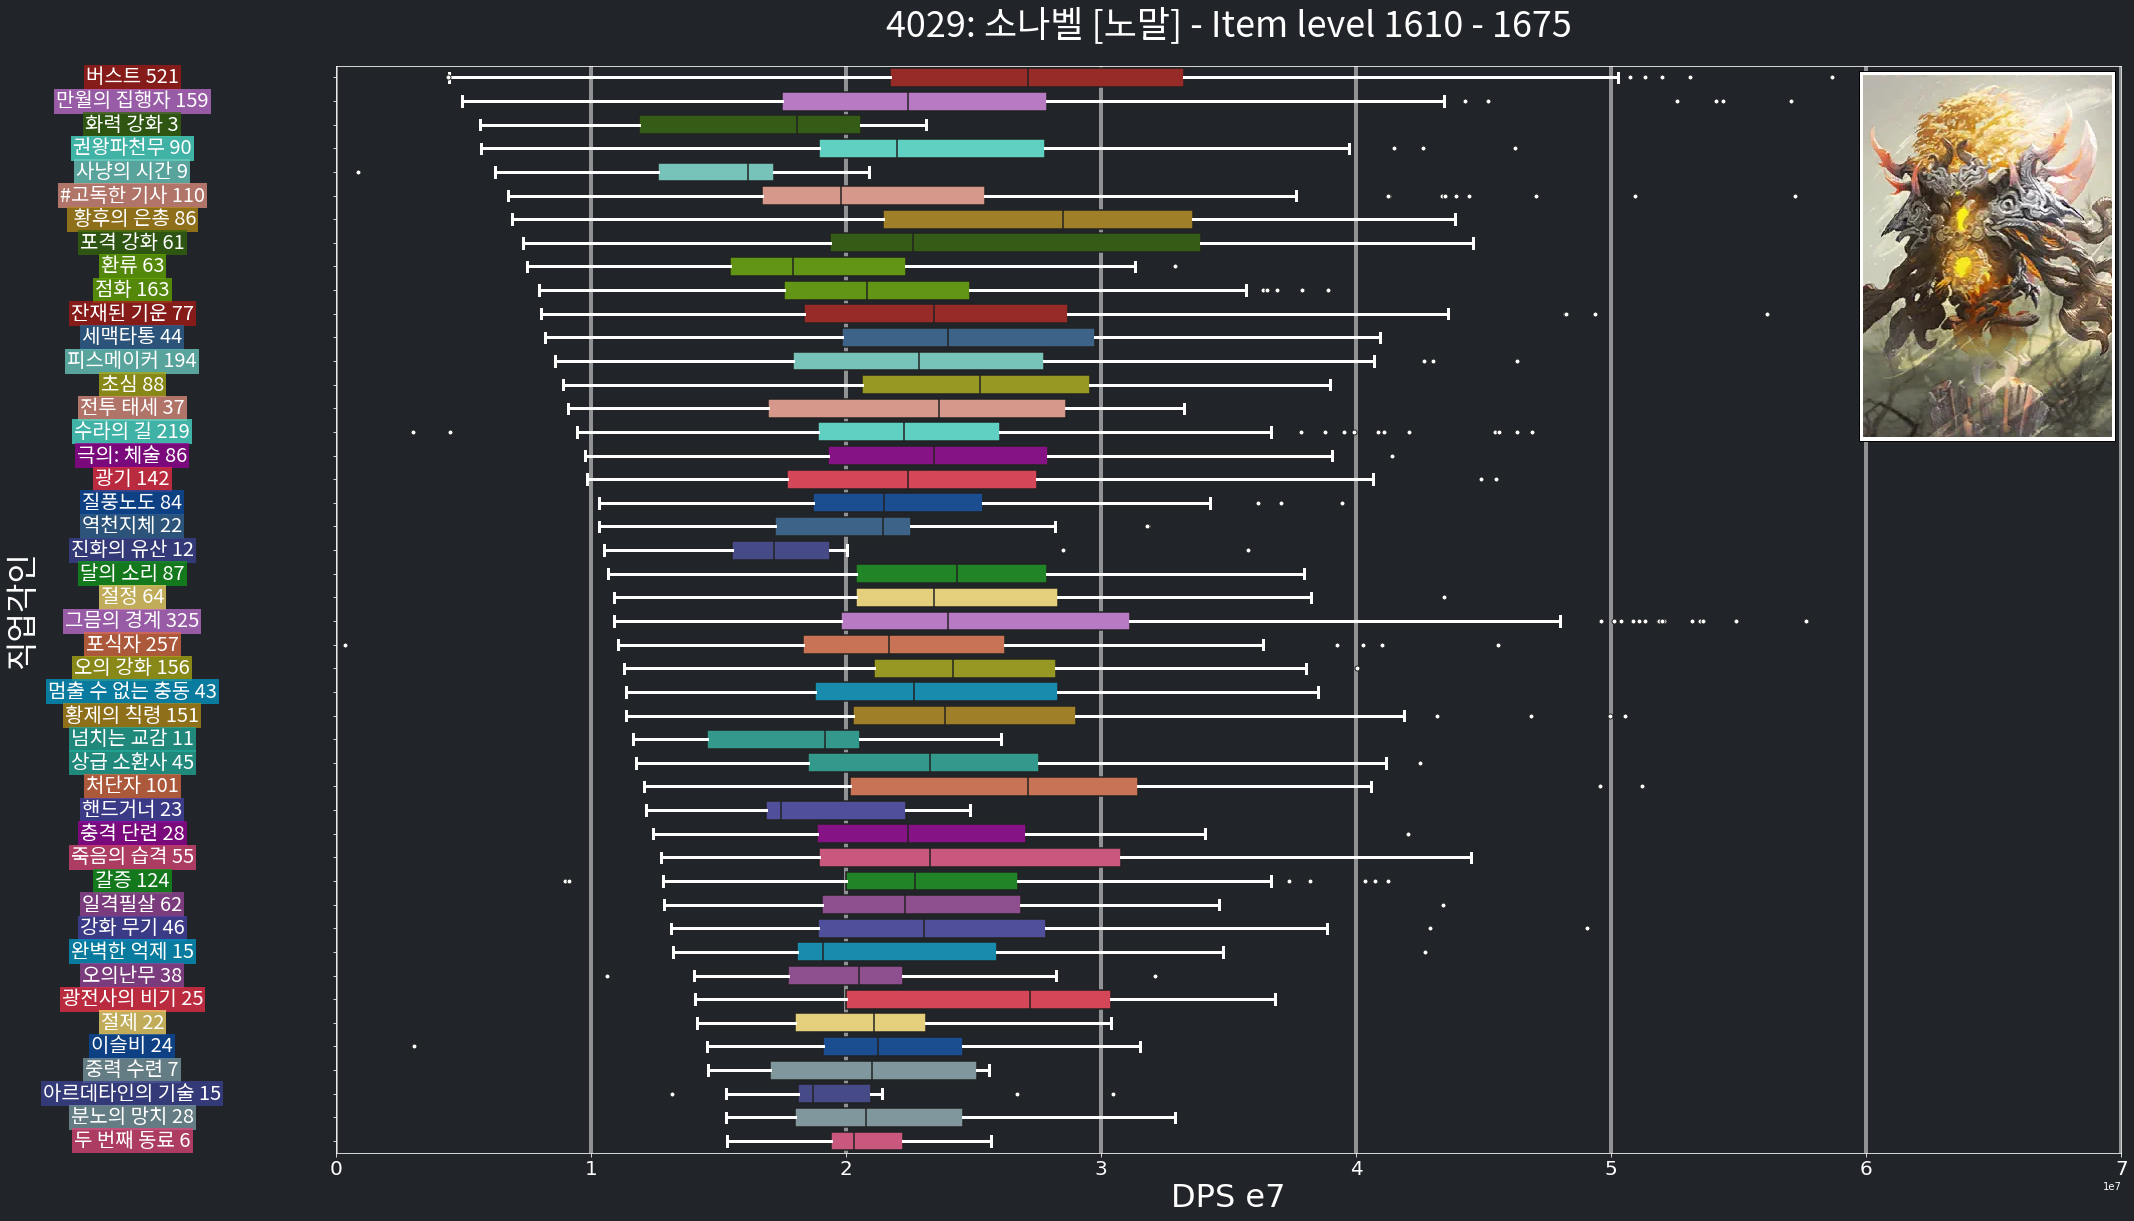 4029: 소나벨 [노말] - Item level 1610 - 1675
버스트 521
만월의 집행자 159
화력 강화 3
권왕파천무 90
사냥의 시간 9
#고독한 기사 110
황후의 은총 86
포격 강화 61
환류 63
점화 163
잔재된 기운 77
세맥타통 44
피스메이커 194
초심 88
전투 태세 37
수라의 길 219
극의: 체술 86
광기 142
질풍노도 84
역천지체 22
진화의 유산 12
달의 소리 87
절정 64
그믐의 경계 325
포식자 257
오의 강화 156
멈출 수 없는 충동 43
황제의 칙령 151
넘치는 교감 11
상급 소환사 45
처단자 101
핸드거너 23
충격 단련 28
죽음의 습격 55
갈증 124
일격필살 62
강화 무기 46
완벽한 억제 15
오의난무 38
광전사의 비기 25
절제 22
이슬비 24
중력 수련 7
아르데타인의 기술 15
분노의 망치 28
두 번째 동료 6
직업각인
0 1 2 3 4 5 6 7
1e7
DPS e7